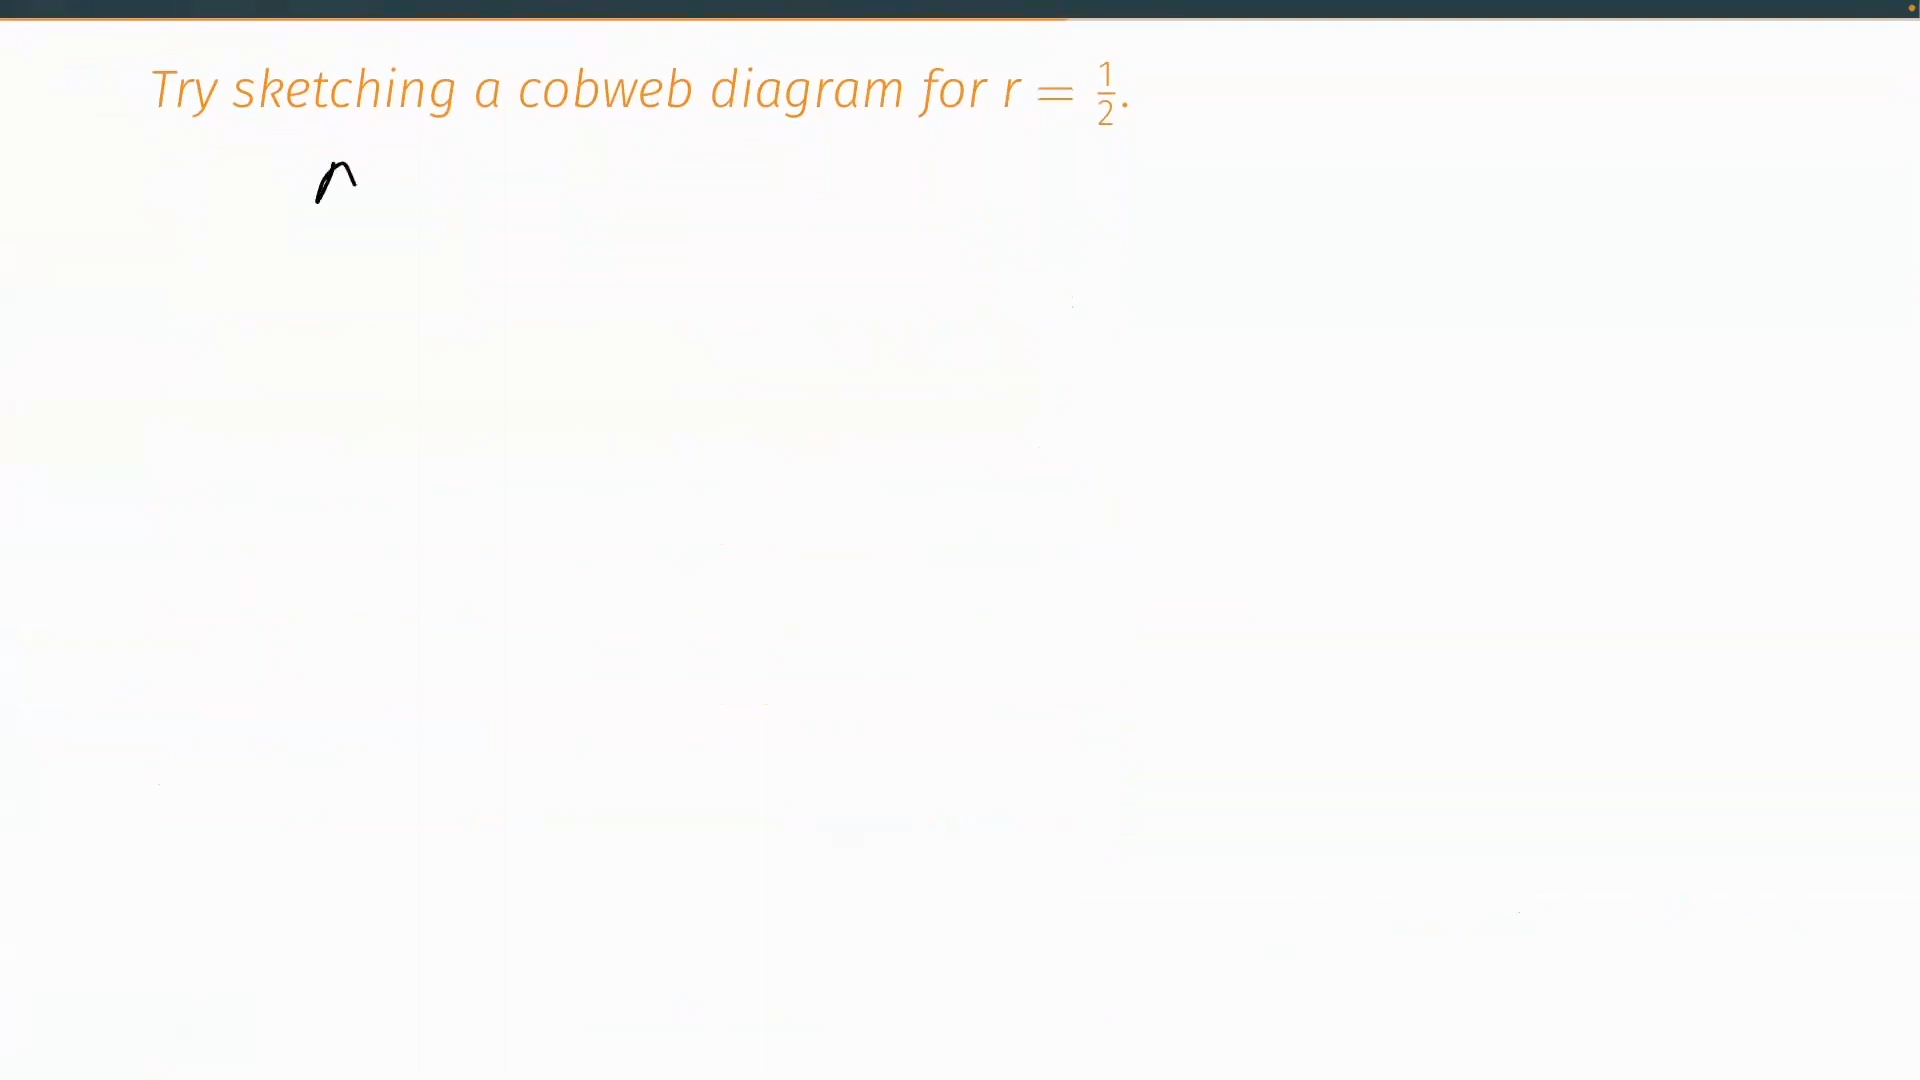 Try sketching a cobweb diagram for r = 1/2.
r